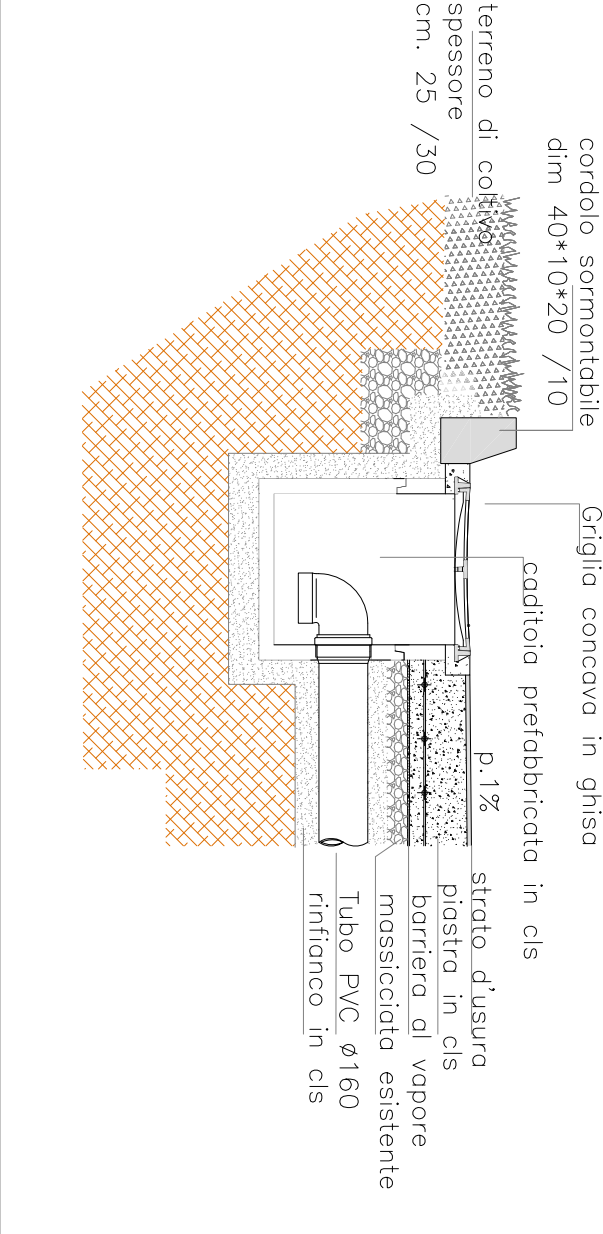 terreno di coltivo
spessore
cm. 25 /30
cordolo sormontabile
dim 40*10*20 /10
Griglia concava in ghisa
caditoia prefabbricata in cls
p.1%
strato d'usura
piastra in cls
barriera al vapore
massicciata esistente
Tubo PVC ø160
rinfianco in cls